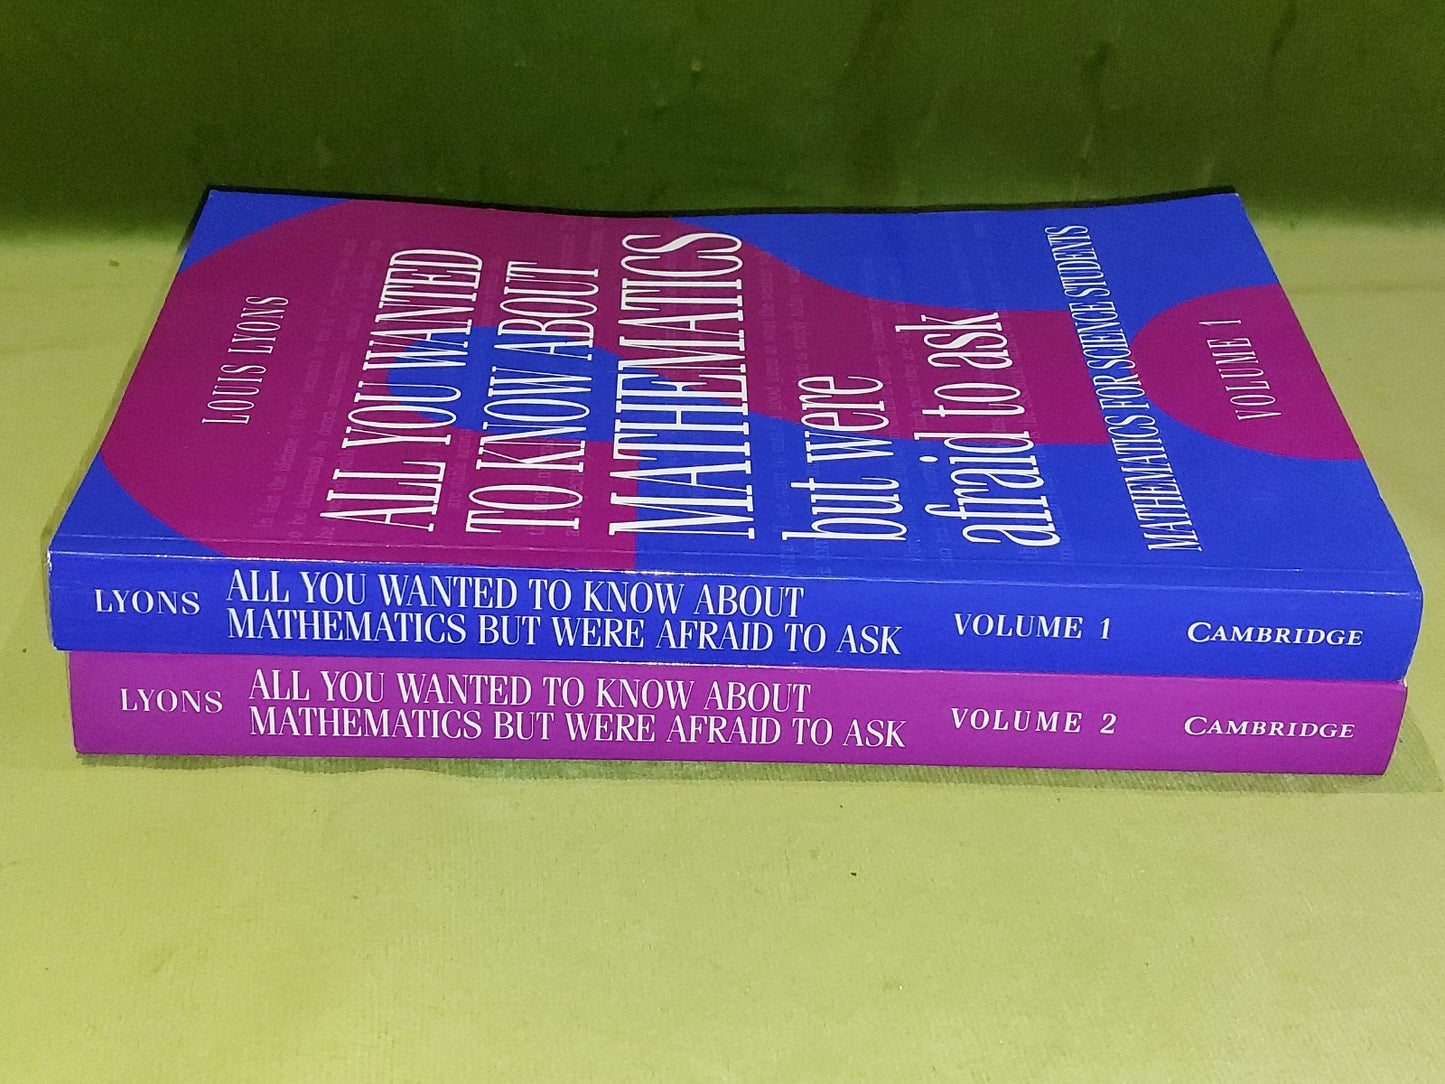 LOUIS LYONS
ALL YOU WANTED
TO KNOW ABOUT
MATHEMATICS
but were
afraid to ask
MATHEMATICS FOR SCIENCE STUDENTS
VOLUME 1
LYONS
ALL YOU WANTED TO KNOW ABOUT
MATHEMATICS BUT WERE AFRAID TO ASK
VOLUME 1
CAMBRIDGE
LYONS
ALL YOU WANTED TO KNOW ABOUT
MATHEMATICS BUT WERE AFRAID TO ASK
VOLUME 2
CAMBRIDGE